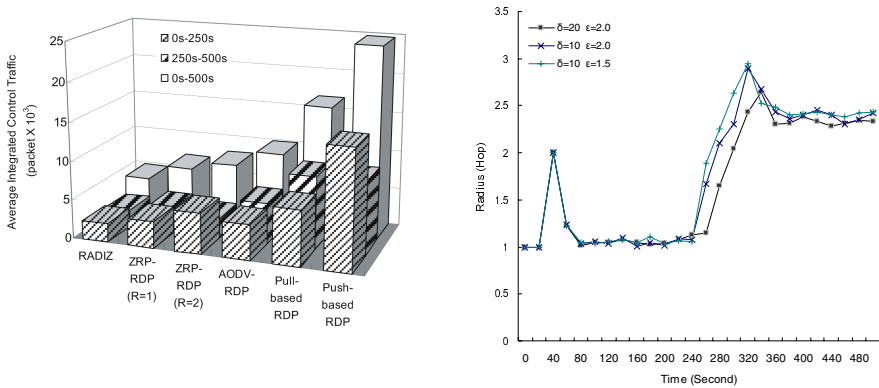 Average Integrated Control Traffic
(packet X 10³)
25
20
15
10
5
0
0s-250s
250s-500s
0s-500s
RADIZ
ZRP-
RDP
(R=1)
ZRP-
RDP
(R=2)
AODV-
RDP
Pull-
based
RDP
Push-
based
RDP
Radius (Hop)
3.5
3
2.5
2
1.5
1
0.5
0
δ=20 ε=2.0
δ=10 ε=2.0
δ=10 ε=1.5
0 40 80 120 160 200 240 280 320 360 400 440 480
Time (Second)